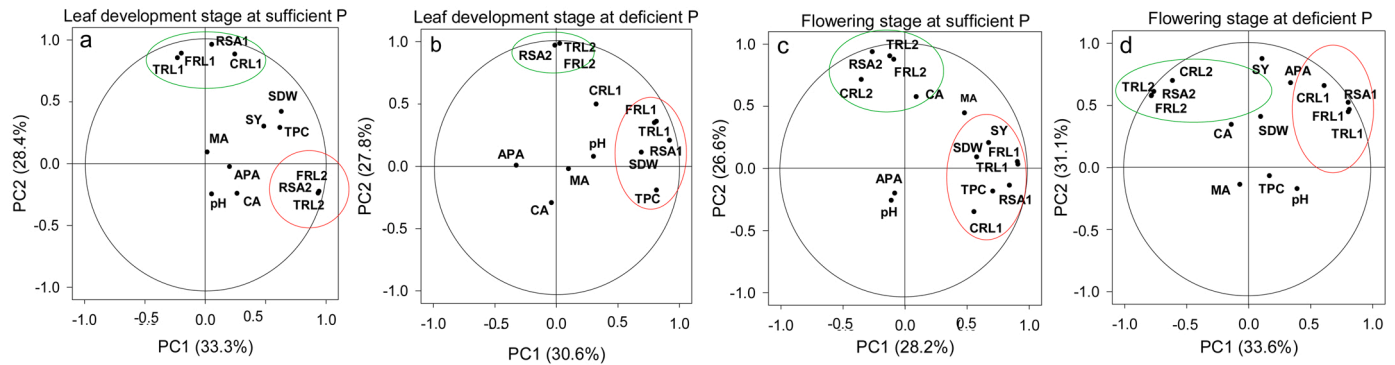 Leaf development stage at sufficient P
a
RSA1
FRL1
CRL1
TRL1
SDW
SY
TPC
MA
APA
FRL2
RSA2
pH
CA
TRL2
1.0
0.5
0.0
-0.5
-1.0
-1.0
0.0
0.5
1.0
PC2 (28.4%)
PC1 (33.3%)
Leaf development stage at deficient P
b
TRL2
RSA2
FRL2
CRL1
FRL1
TRL1
pH
RSA1
APA
SDW
MA
TPC
CA
1.0
0.5
0.0
-0.5
-1.0
-1.0
-0.5
0.0
0.5
1.0
PC2 (27.8%)
PC1 (30.6%)
Flowering stage at sufficient P
c
TRL2
RSA2
FRL2
CRL2
CA
MA
SY
SDW
FRL1
TRL1
APA
TPC
RSA1
pH
CRL1
1.0
0.5
0.0
-0.5
-1.0
-1.0
-0.5
0.0
0.5
1.0
PC2 (26.6%)
PC1 (28.2%)
Flowering stage at deficient P
d
SY
APA
CRL2
TRL2
RSA2
CRL1
RSA1
FRL2
FRL1
CA
SDW
TRL1
MA
TPC
pH
1.0
0.5
0.0
-0.5
-1.0
-1.0
-0.5
0.0
0.5
1.0
PC2 (31.1%)
PC1 (33.6%)